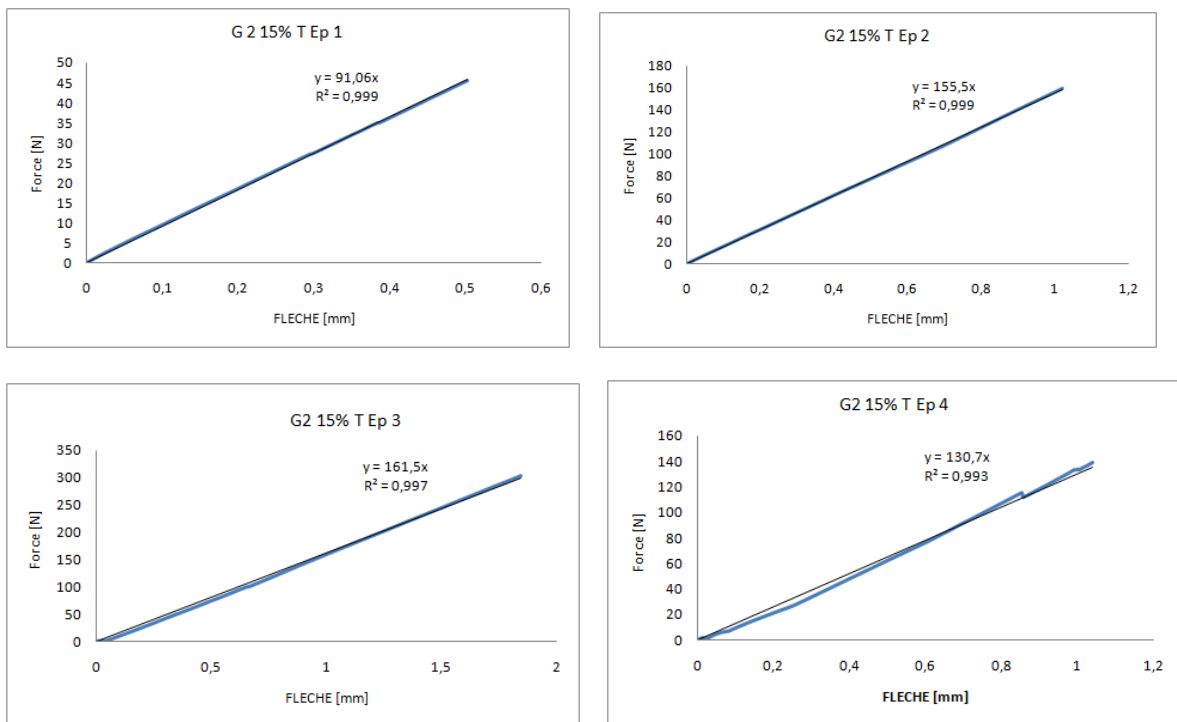 G 2 15% T Ep 1
y = 91,06x
R² = 0,999
Force [N]
50
45
40
35
30
25
20
15
10
5
0
0 0,1 0,2 0,3 0,4 0,5 0,6
FLECHE [mm]
G2 15% T Ep 2
y = 155,5x
R² = 0,999
Force [N]
180
160
140
120
100
80
60
40
20
0
0 0,2 0,4 0,6 0,8 1 1,2
FLECHE [mm]
G2 15% T Ep 3
y = 161,5x
R² = 0,997
Force [N]
350
300
250
200
150
100
50
0
0 0,5 1 1,5 2
FLECHE [mm]
G2 15% T Ep 4
y = 130,7x
R² = 0,993
Force [N]
160
140
120
100
80
60
40
20
0
0 0,2 0,4 0,6 0,8 1 1,2
FLECHE [mm]